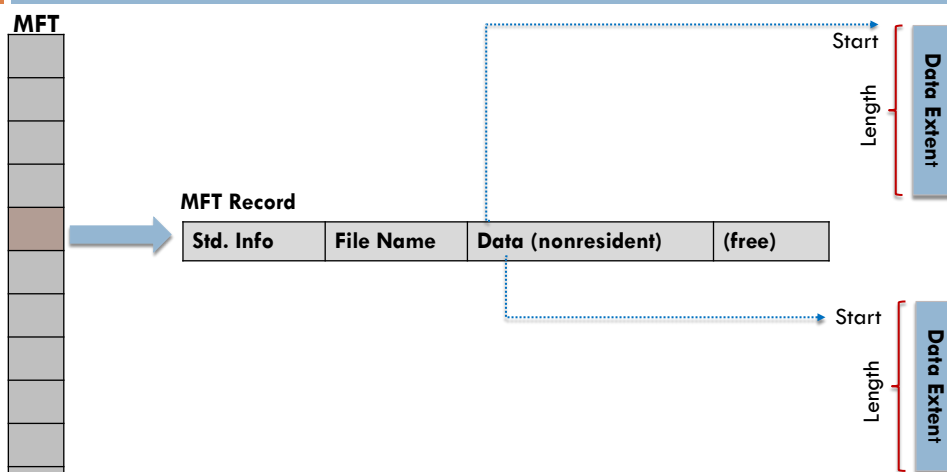 MFT
Start
Length
Data Extent
MFT Record
Std. Info
File Name
Data (nonresident)
(free)
Start
Length
Data Extent